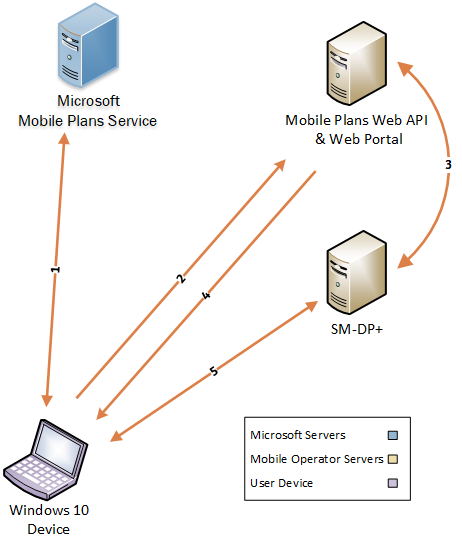 Microsoft
Mobile Plans Service
Mobile Plans Web API
& Web Portal
3
2
1
4
SM-DP+
5
Windows 10
Device
Microsoft Servers
Mobile Operator Servers
User Device